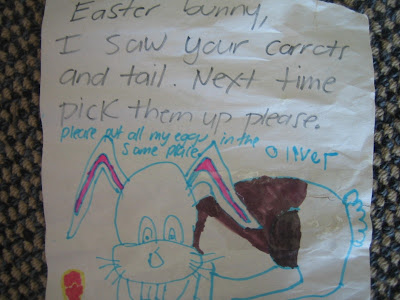 Easter bunny,
I saw your carrots
and tail. Next time
pick them up please.
please put all my eggs in the
same place.
oliver